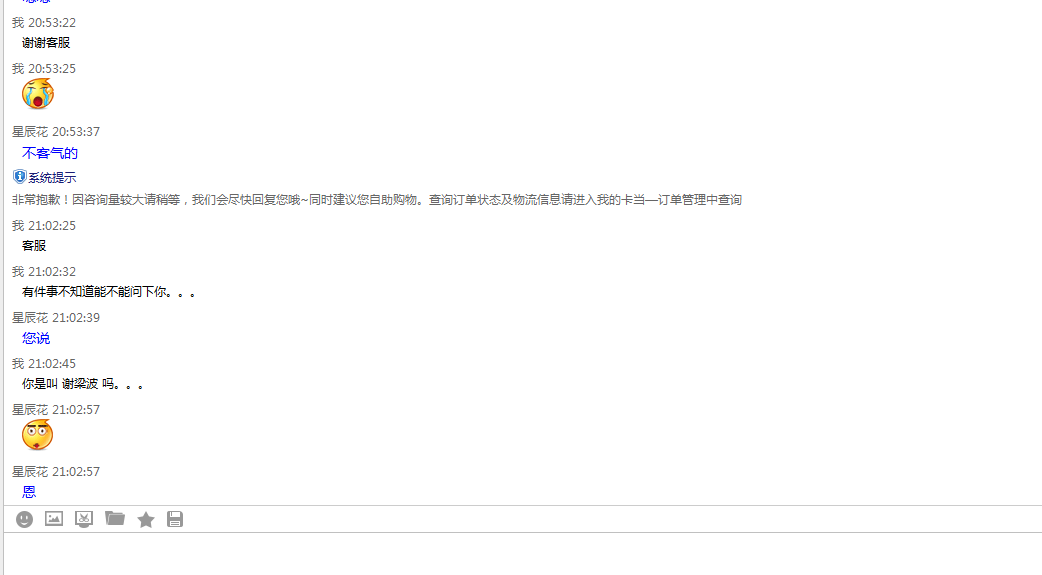 我 20:53:22
谢谢客服
我 20:53:25
星辰花 20:53:37
不客气的
系统提示
非常抱歉！因咨询量较大请稍等，我们会尽快回复您哦~同时建议您自助购物。查询订单状态及物流信息请进入我的卡当—订单管理中查询
我 21:02:25
客服
我 21:02:32
有件事不知道能不能问下你。。。
星辰花 21:02:39
您说
我 21:02:45
你是叫 谢梁波 吗。。。
星辰花 21:02:57
星辰花 21:02:57
恩